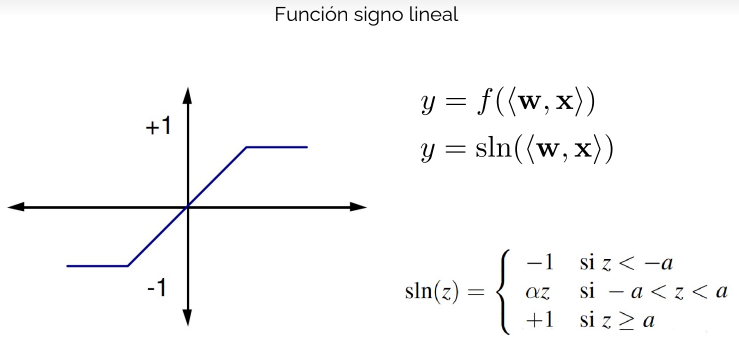 Función signo lineal
+1
-1
y = f(⟨w, x⟩)
y = sln(⟨w, x⟩)
sln(z) = { −1 si z < −a
αz si − a < z < a
+1 si z ≥ a